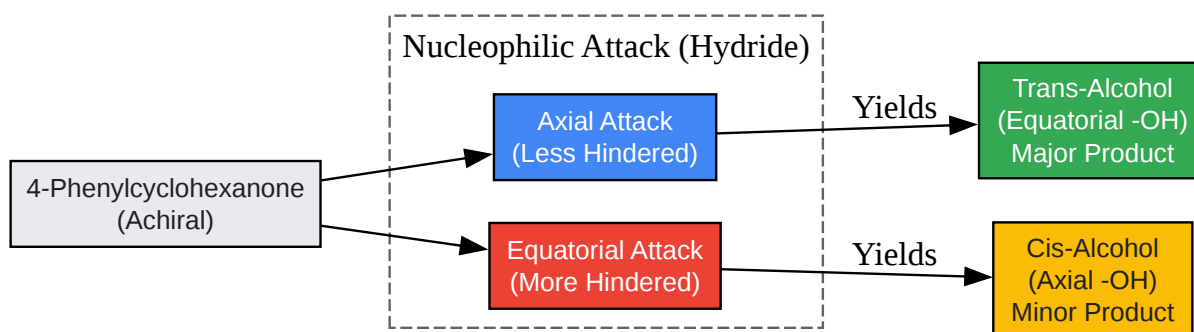 Nucleophilic Attack (Hydride)
4-Phenylcyclohexanone
(Achiral)
Axial Attack
(Less Hindered)
Equatorial Attack
(More Hindered)
Yields
Yields
Trans-Alcohol
(Equatorial -OH)
Major Product
Cis-Alcohol
(Axial -OH)
Minor Product